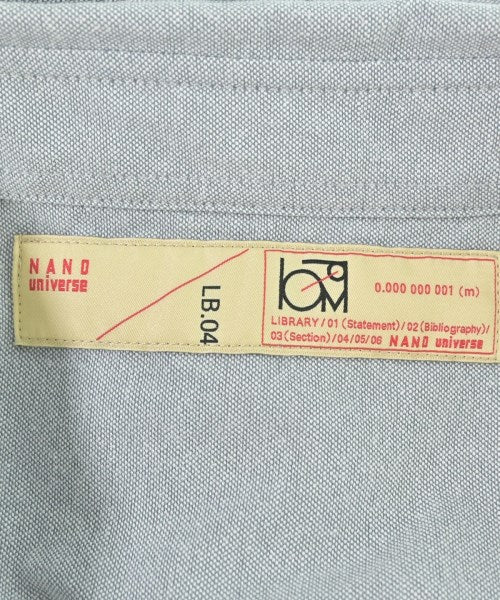 NANO
universe
LB.04
0.000 000 001 (m)
LIBRARY/01(Statement)/02(Bibliography)/
03(Section)/04/05/06 NANO universe